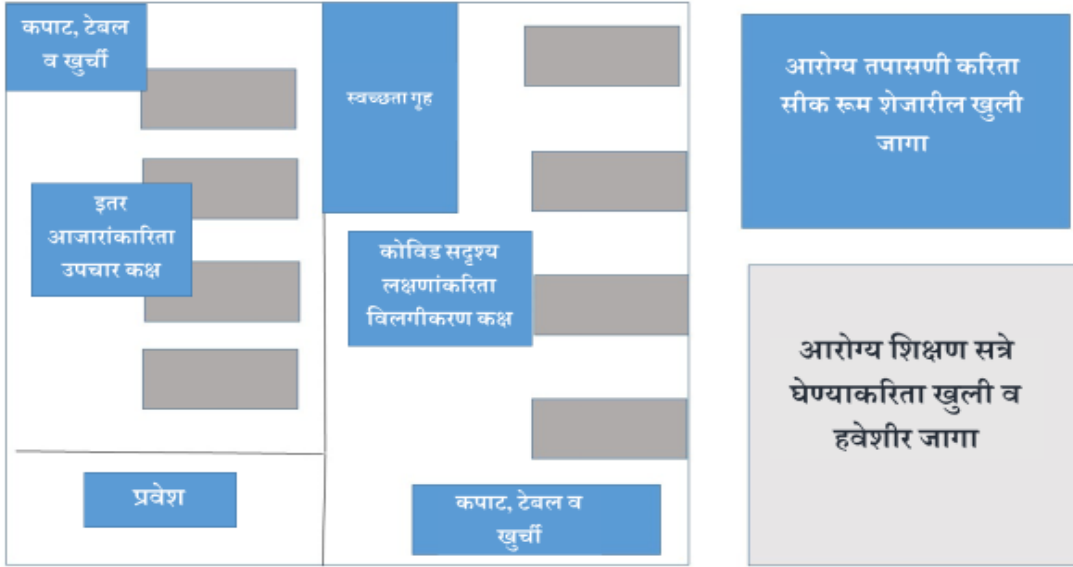 कपाट, टेबल
व खुर्ची
स्वच्छता गृह
इतर
आजारांकारिता
उपचार कक्ष
कोविड सदृश्य
लक्षणांकरिता
विलगीकरण कक्ष
प्रवेश
कपाट, टेबल व
खुर्ची
आरोग्य तपासणी करिता
सीक रूम शेजारील खुली
जागा
आरोग्य शिक्षण सत्रे
घेण्याकरिता खुली व
हवेशीर जागा